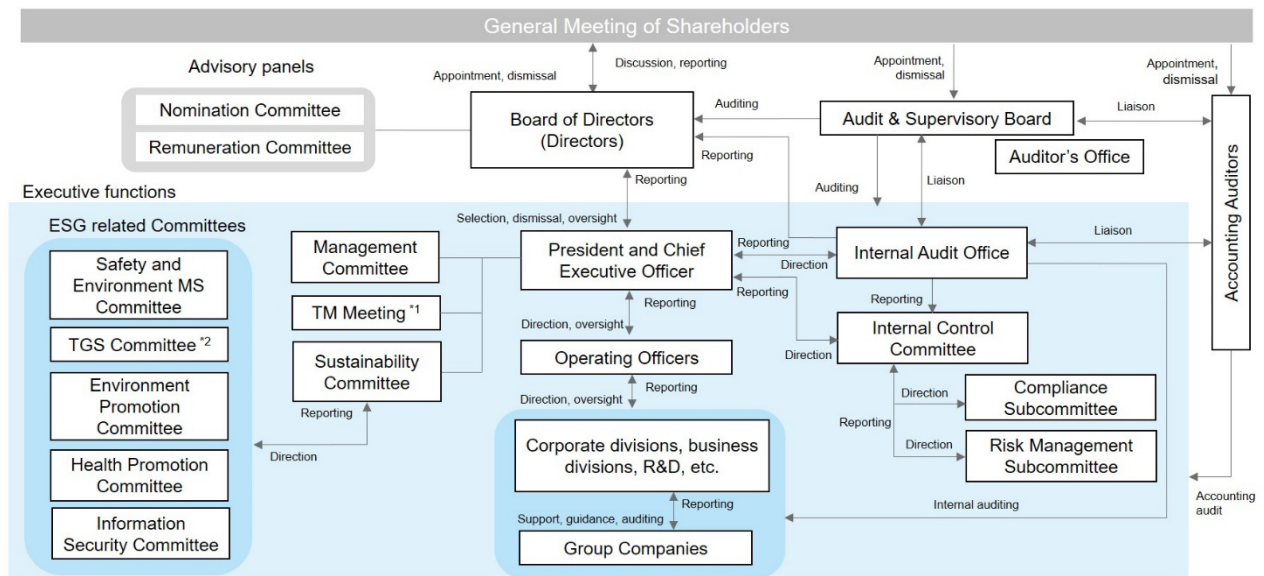 General Meeting of Shareholders
Advisory panels
Nomination Committee
Remuneration Committee
Appointment, dismissal
Discussion, reporting
Board of Directors
(Directors)
Auditing
Reporting
Appointment,
dismissal
Audit & Supervisory Board
Auditor's Office
Liaison
Appointment,
dismissal
Accounting Auditors
Executive functions
Reporting
Selection, dismissal, oversight
Auditing
Liaison
ESG related Committees
Safety and
Environment MS
Committee
TGS Committee *2
Environment
Promotion
Committee
Health Promotion
Committee
Information
Security Committee
Reporting
Direction
Management
Committee
TM Meeting *1
Sustainability
Committee
President and Chief
Executive Officer
Reporting
Direction
Reporting
Direction
Internal Audit Office
Liaison
Reporting
Direction, oversight
Operating Officers
Reporting
Direction, oversight
Corporate divisions, business
divisions, R&D, etc.
Reporting
Support, guidance, auditing
Group Companies
Reporting
Internal Control
Committee
Direction
Reporting
Direction
Compliance
Subcommittee
Risk Management
Subcommittee
Internal auditing
Accounting
audit